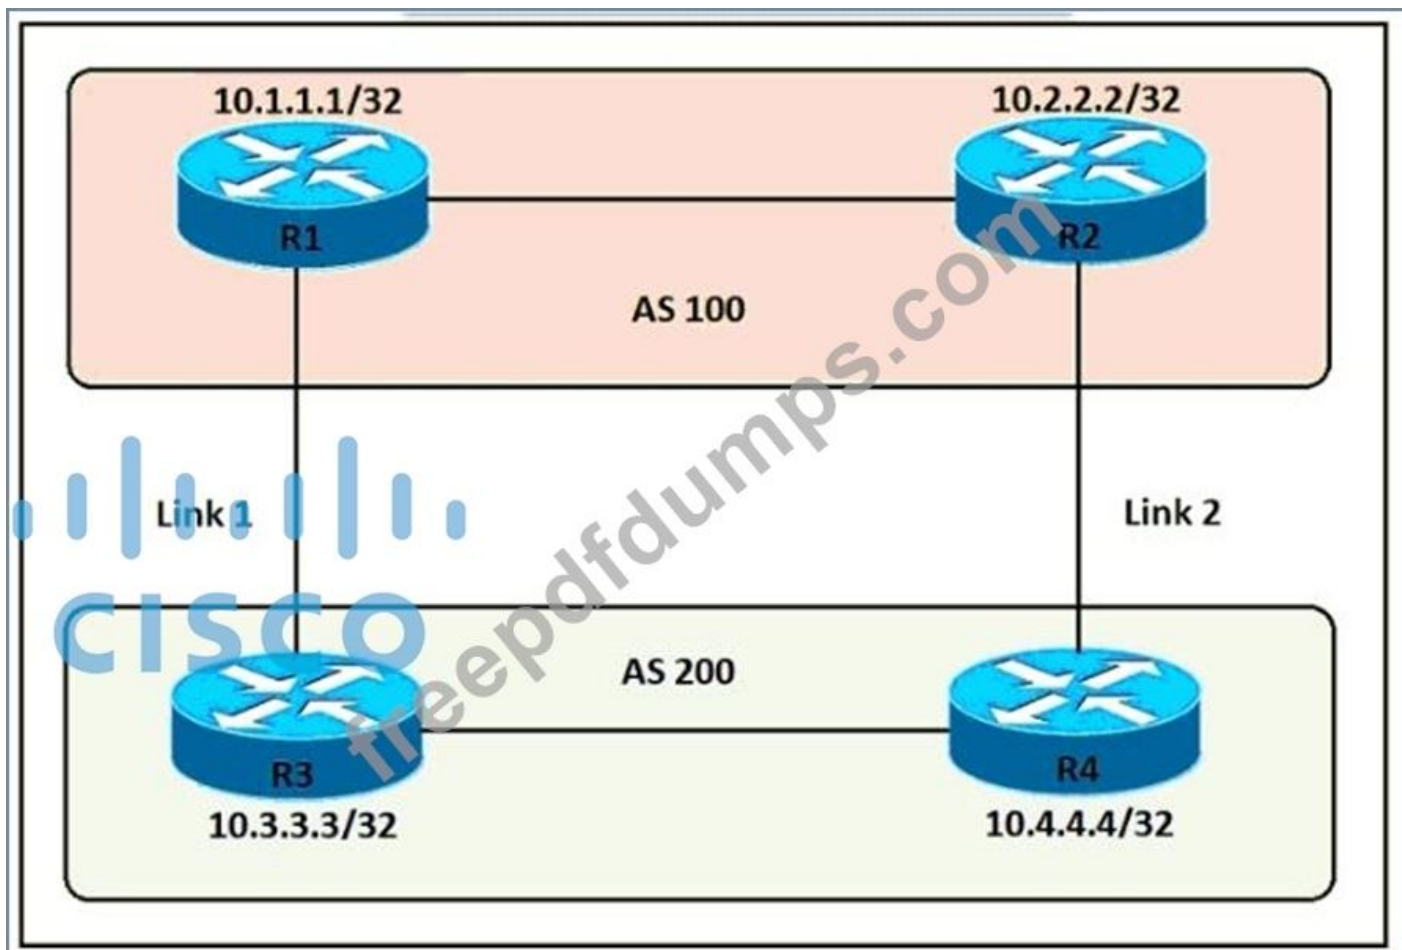 10.1.1.1/32
10.2.2.2/32
R1
R2
AS 100
Link 1
Link 2
CISCO
freepdfdumps.com
AS 200
R3
R4
10.3.3.3/32
10.4.4.4/32